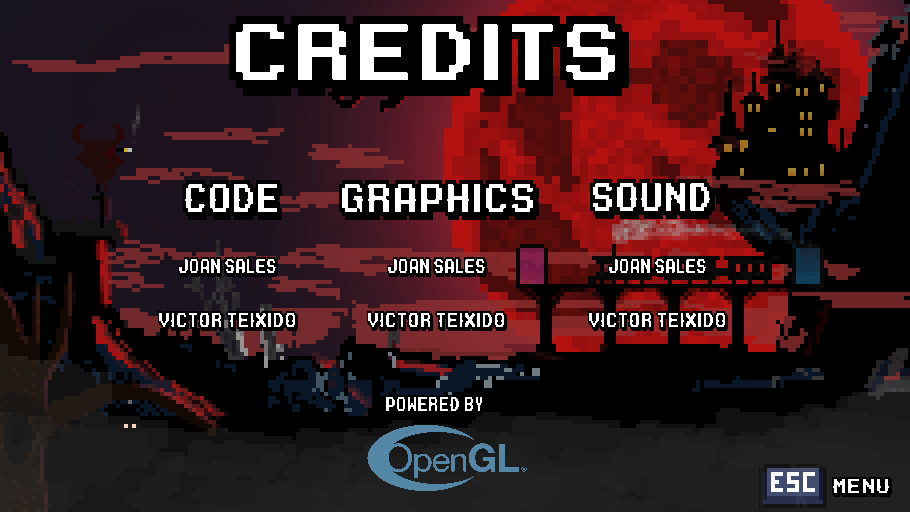 CREDITS
CODE GRAPHICS SOUND
JOAN SALES JOAN SALES JOAN SALES
VICTOR TEIXIDO VICTOR TEIXIDO VICTOR TEIXIDO
POWERED BY
OpenGL
ESC MENU